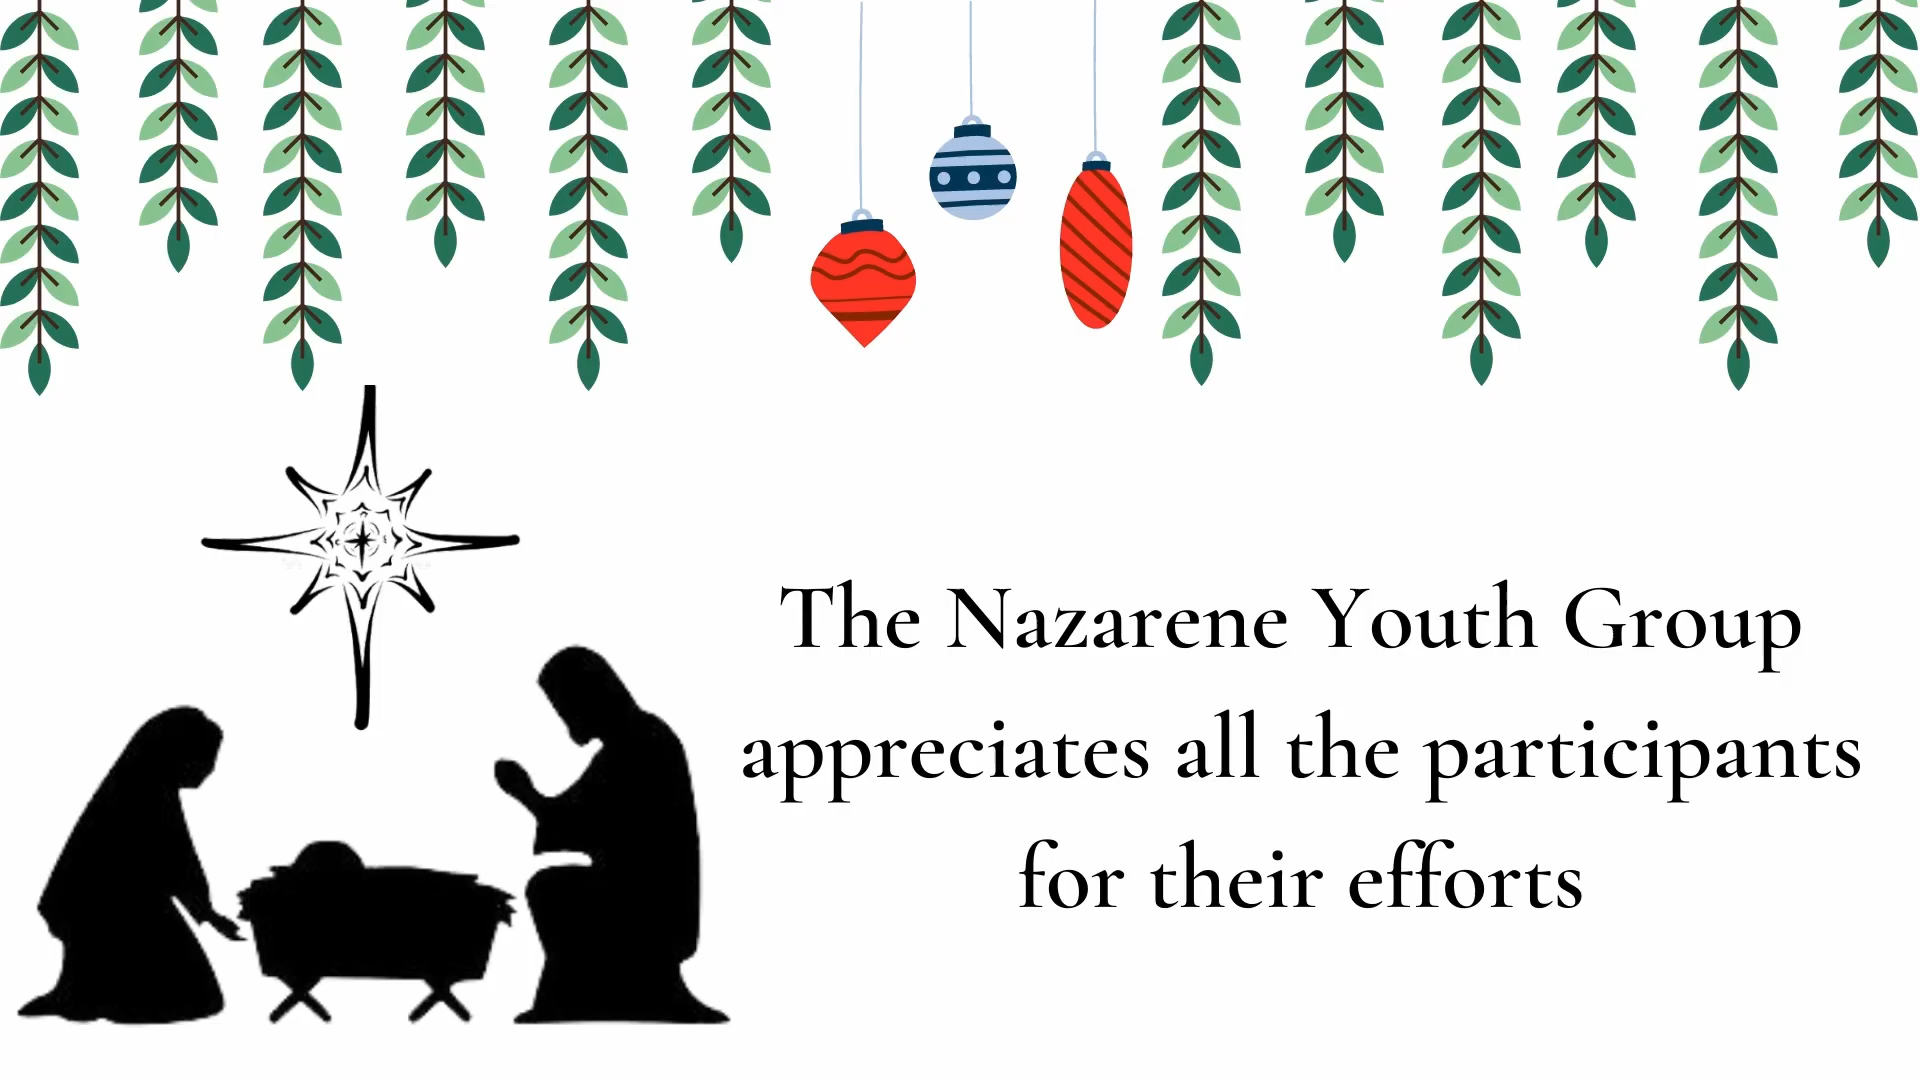 The Nazarene Youth Group
appreciates all the participants
for their efforts